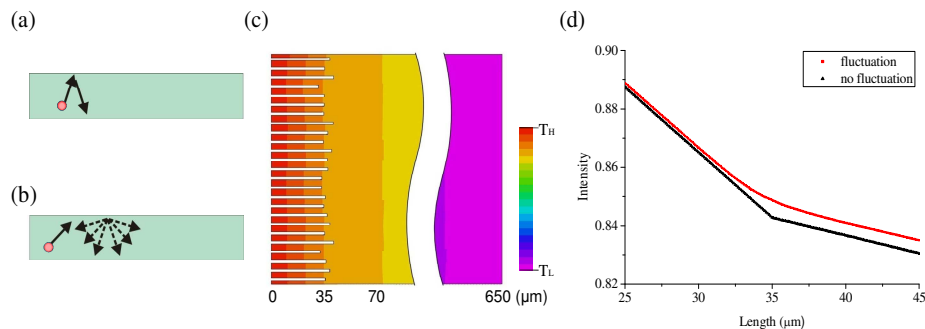 (a)
(b)
(c)
T_H
T_L
0 35 70 650 (μm)
(d)
0.90
0.88
0.86
0.84
0.82
Intensity
fluctuation
no fluctuation
25 30 35 40 45
Length (μm)